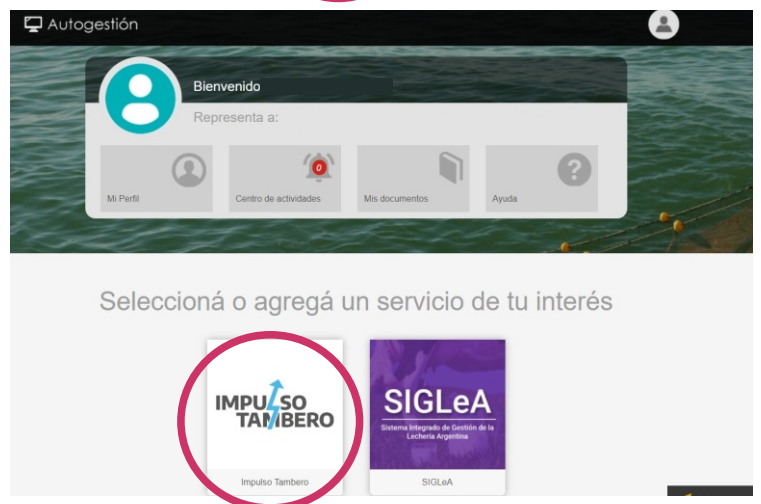 Autogestión
Bienvenido
Representa a:
0
Mi Perfil
Centro de actividades
Mis documentos
?
Ayuda
Seleccioná o agregá un servicio de tu interés
IMPULSO
TAMBERO
Impulso Tambero
SIGLeA
Sistema Integrado de Gestión de la
Lechería Argentina
SIGLeA